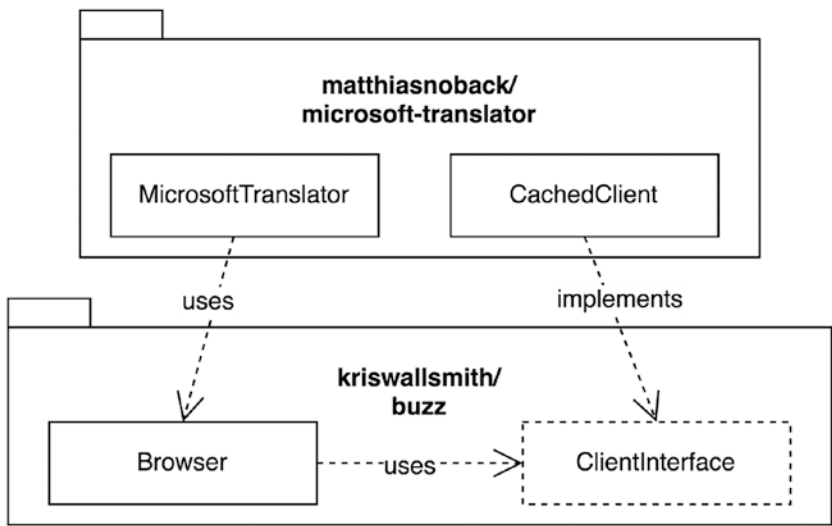 matthiasnoback/
microsoft-translator
MicrosoftTranslator
CachedClient
uses
implements
kriswallsmith/
buzz
Browser
uses
ClientInterface